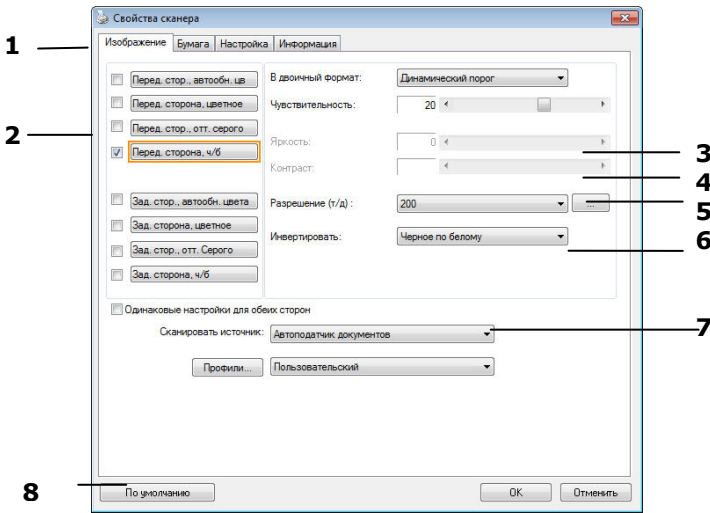 Свойства сканера
1
Изображение Бумага Настройка Информация
2
Перед. стор., автообн. цв
Перед. сторона, цветное
Перед. стор., отт. серого
Перед. сторона, ч/б
Зад. стор., автообн. цвета
Зад. сторона, цветное
Зад. стор., отт. Серого
Зад. сторона, ч/б
В двоичный формат: Динамический порог
Чувствительность: 20
Яркость: 0
3
Контраст:
4
Разрешение (т/д) : 200 ...
5
Инвертировать: Черное по белому
6
Одинаковые настройки для обеих сторон
Сканировать источник: Автоподатчик документов
7
Профили... Пользовательский
8
По умолчанию OK Отменить